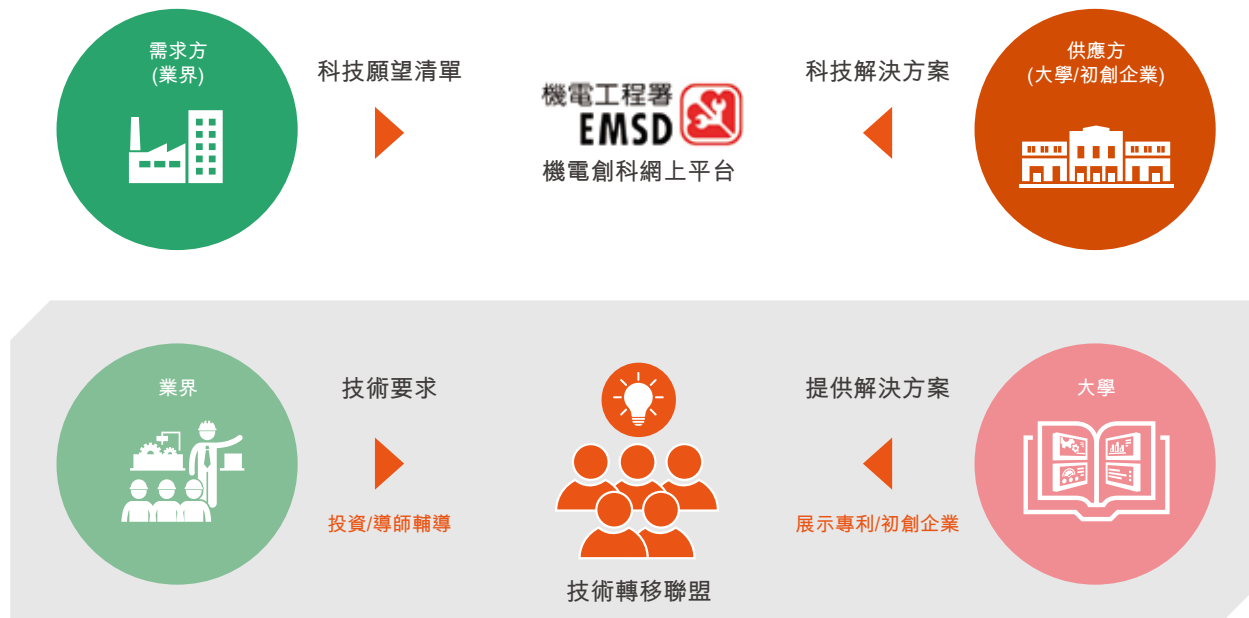 需求方
(業界)
科技願望清單
機電工程署
EMSD
機電創科網上平台
科技解決方案
供應方
(大學/初創企業)
業界
技術要求
投資/導師輔導
技術轉移聯盟
提供解決方案
展示專利/初創企業
大學